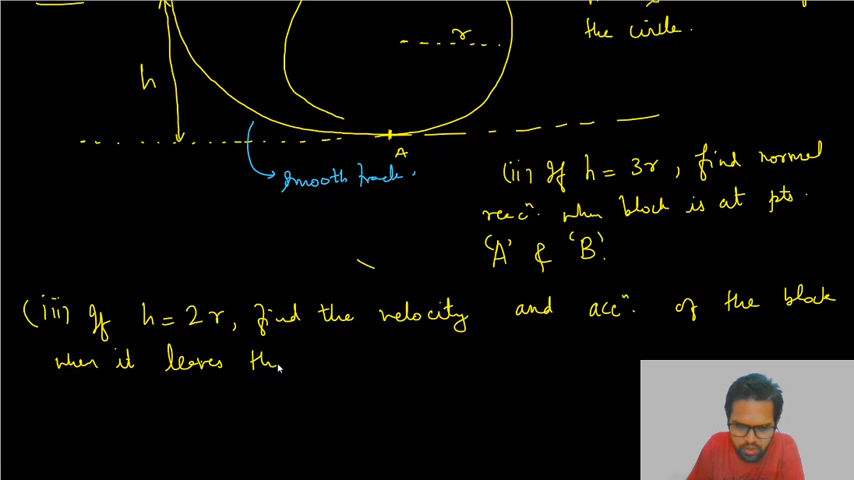 the circle.
r
h
A
smooth track.
(ii) If h = 3r, find normal
reacⁿ. when block is at pts.
'A' & 'B'.
(iii) If h = 2r, find the velocity and accⁿ. of the block
when it leaves th